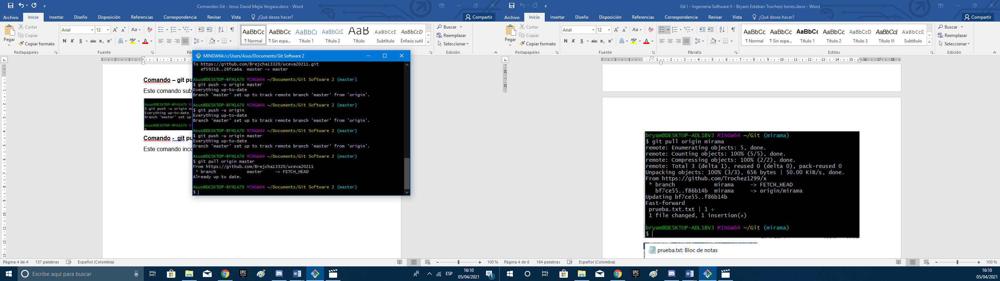 Comandos Git - Jesus David Mejia Vergara.docx - Word
Archivo Inicio Insertar Diseño Disposición Referencias Correspondencia Revisar Vista ¿Qué desea hacer? Compartir
Pegar
Cortar
Copiar
Copiar formato
Portapapeles
Arial 12
Fuente
AaBbCc AaBbCc AaBbC AaBbCcD AaB AaBbCcD AaBbCcD
¶ Normal ¶ Sin espa... Título 1 Título 2 Título Subtítulo Énfasis sutil
Buscar
Reemplazar
Seleccionar
Edición
Comando – git pu
Este comando sub
Asus@DESKTOP-RFH1A7U MI
$ git push -u origin ma
Everything up-to-date
Branch 'master' set up
Asus@DESKTOP-RFH1A7U MI
Comando - git pu
Este comando inco
MINGW64:/c/Users/Asus/Documents/Git Software 2
To https://github.com/Brejcha13320/uceva20211.git
ef59218..26fca6a master -> master
Asus@DESKTOP-RFH1A7U MINGW64 ~/Documents/Git Software 2 (master)
$ git push -u origin master
Everything up-to-date
Branch 'master' set up to track remote branch 'master' from 'origin'.
Asus@DESKTOP-RFH1A7U MINGW64 ~/Documents/Git Software 2 (master)
$ git push -u origin
Everything up-to-date
Branch 'master' set up to track remote branch 'master' from 'origin'.
Asus@DESKTOP-RFH1A7U MINGW64 ~/Documents/Git Software 2 (master)
$ git push -u origin master
Everything up-to-date
Branch 'master' set up to track remote branch 'master' from 'origin'.
Asus@DESKTOP-RFH1A7U MINGW64 ~/Documents/Git Software 2 (master)
$ git pull origin master
From https://github.com/Brejcha13320/uceva20211
* branch master -> FETCH_HEAD
Already up to date.
Asus@DESKTOP-RFH1A7U MINGW64 ~/Documents/Git Software 2 (master)
$
Página 4 de 4 137 palabras Español (Colombia) 100 %
Escribe aquí para buscar
ESP
16:10
05/04/2021
Git I - Ingenieria Software II - Bryam Esteban Trochezz torres.docx - Word
Archivo Inicio Insertar Diseño Disposición Referencias Correspondencia Revisar Vista ¿Qué desea hacer? Compartir
Pegar
Cortar
Copiar
Copiar formato
Portapapeles
Arial 12
Fuente
Párrafo
AaBbCc AaBbCc AaBbCc AaBbCc AaBbCcD AaBbCcL AaBbCcD
¶ Normal ¶ Sin espa... Título 1 Título 2 Título 3 Título III Subtítulo
Estilos
Buscar
Reemplazar
Seleccionar
Edición
bryam@DESKTOP-ADL1BVJ MINGW64 ~/Git (mirama)
$ git pull origin mirama
remote: Enumerating objects: 5, done.
remote: Counting objects: 100% (5/5), done.
remote: Compressing objects: 100% (2/2), done.
remote: Total 3 (delta 1), reused 0 (delta 0), pack-reused 0
Unpacking objects: 100% (3/3), 656 bytes | 50.00 KiB/s, done.
From https://github.com/Trochez1299/x
* branch mirama -> FETCH_HEAD
bf7ce55..f86b14b mirama -> origin/mirama
Updating bf7ce55..f86b14b
Fast-forward
prueba.txt.txt | 1 +
1 file changed, 1 insertion(+)
bryam@DESKTOP-ADL1BVJ MINGW64 ~/Git (mirama)
$
prueba.txt: Bloc de notas
Página 4 de 6 164 palabras Español (Colombia) 100 %
16:10
05/04/2021